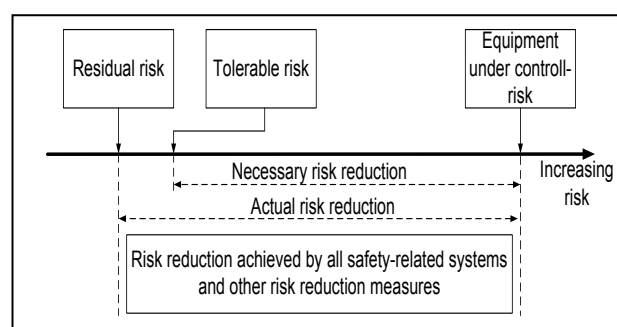 Residual risk
Tolerable risk
Equipment
under controll-
risk
Necessary risk reduction
Increasing
risk
Actual risk reduction
Risk reduction achieved by all safety-related systems
and other risk reduction measures